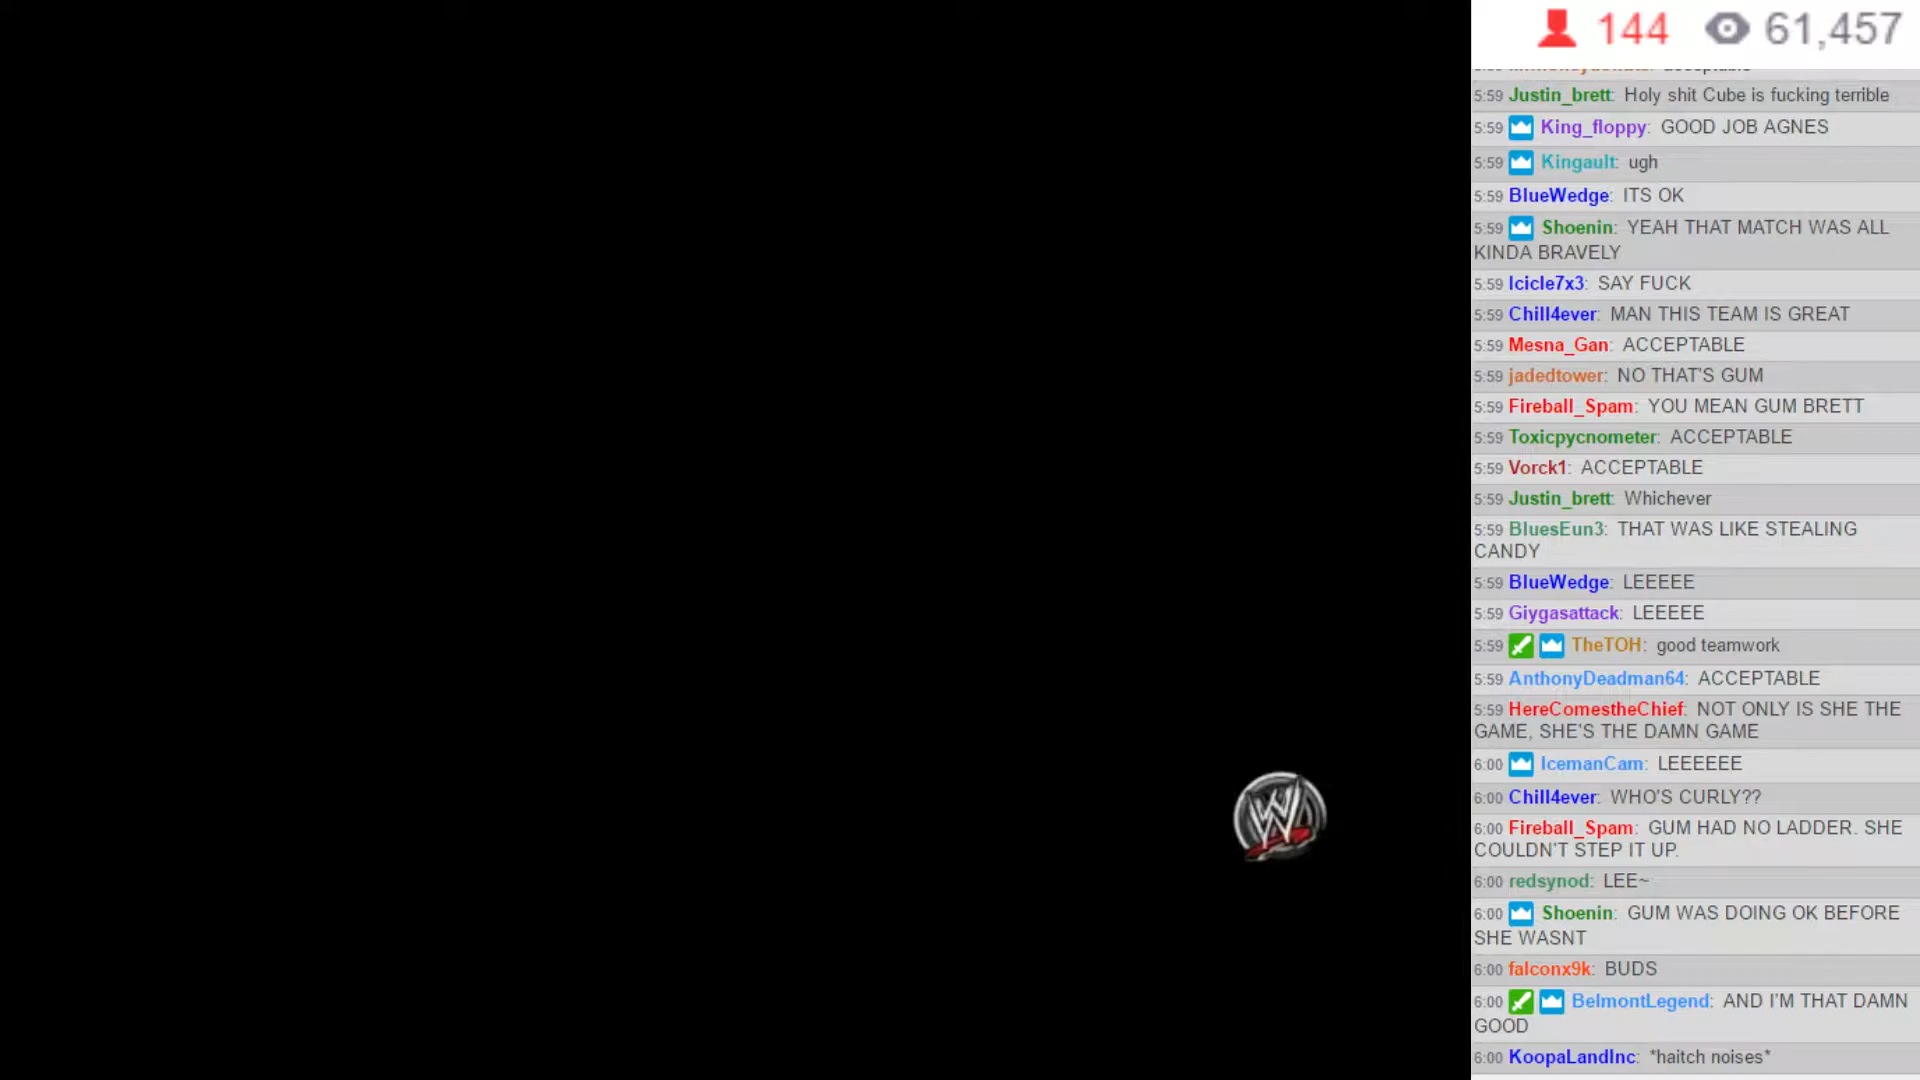 144 61,457
5:59 Justin_brett: Holy shit Cube is fucking terrible
5:59 King_floppy: GOOD JOB AGNES
5:59 Kingault: ugh
5:59 BlueWedge: ITS OK
5:59 Shoenin: YEAH THAT MATCH WAS ALL
KINDA BRAVELY
5:59 Icicle7x3: SAY FUCK
5:59 Chill4ever: MAN THIS TEAM IS GREAT
5:59 Mesna_Gan: ACCEPTABLE
5:59 jadedtower: NO THAT'S GUM
5:59 Fireball_Spam: YOU MEAN GUM BRETT
5:59 Toxicpycnometer: ACCEPTABLE
5:59 Vorck1: ACCEPTABLE
5:59 Justin_brett: Whichever
5:59 BluesEun3: THAT WAS LIKE STEALING
CANDY
5:59 BlueWedge: LEEEEE
5:59 Giygasattack: LEEEEE
5:59 TheTOH: good teamwork
5:59 AnthonyDeadman64: ACCEPTABLE
5:59 HereComestheChief: NOT ONLY IS SHE THE
GAME, SHE'S THE DAMN GAME
6:00 IcemanCam: LEEEEEE
6:00 Chill4ever: WHO'S CURLY??
6:00 Fireball_Spam: GUM HAD NO LADDER. SHE
COULDN'T STEP IT UP.
6:00 redsynod: LEE~
6:00 Shoenin: GUM WAS DOING OK BEFORE
SHE WASNT
6:00 falconx9k: BUDS
6:00 BelmontLegend: AND I'M THAT DAMN
GOOD
6:00 KoopaLandInc: *haitch noises*